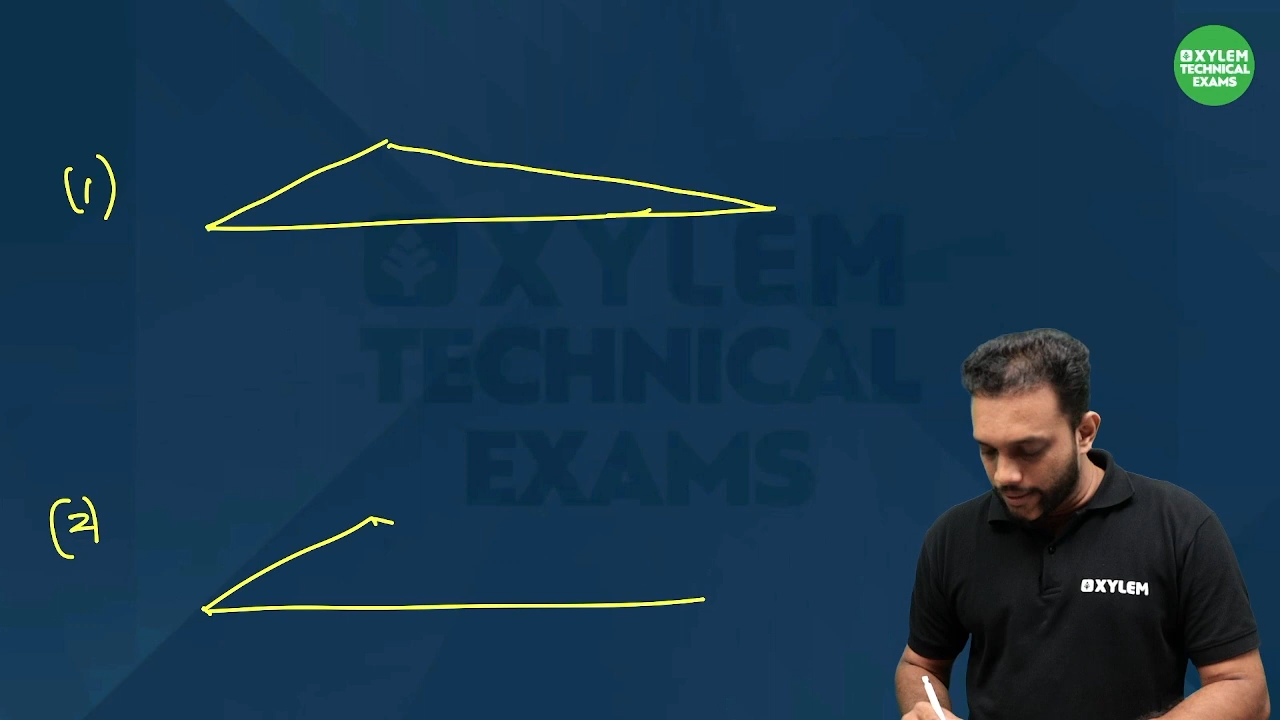 XYLEM
TECHNICAL
EXAMS
(1)
XYLEM
TECHNICAL
EXAMS
(2)
XYLEM